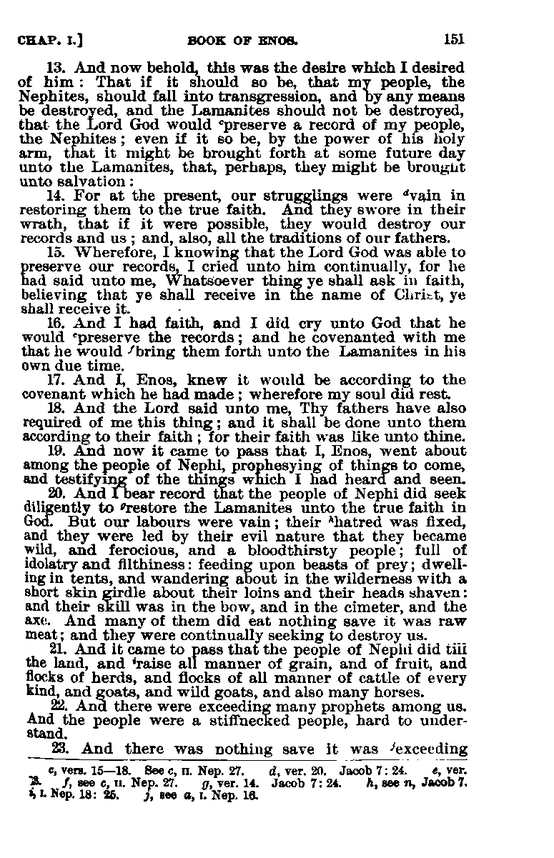 CHAP. I.] BOOK OF ENOS. 151
13. And now behold, this was the desire which I desired
of him: That if it should so be, that my people, the
Nephites, should fall into transgression, and by any means
be destroyed, and the Lamanites should not be destroyed,
that the Lord God would ᶜpreserve a record of my people,
the Nephites; even if it so be, by the power of his holy
arm, that it might be brought forth at some future day
unto the Lamanites, that, perhaps, they might be brought
unto salvation:
14. For at the present, our strugglings were ᵈvain in
restoring them to the true faith. And they swore in their
wrath, that if it were possible, they would destroy our
records and us; and, also, all the traditions of our fathers.
15. Wherefore, I knowing that the Lord God was able to
preserve our records, I cried unto him continually, for he
had said unto me, Whatsoever thing ye shall ask in faith,
believing that ye shall receive in the name of Christ, ye
shall receive it.
16. And I had faith, and I did cry unto God that he
would ᵉpreserve the records; and he covenanted with me
that he would ᶠbring them forth unto the Lamanites in his
own due time.
17. And I, Enos, knew it would be according to the
covenant which he had made; wherefore my soul did rest.
18. And the Lord said unto me, Thy fathers have also
required of me this thing; and it shall be done unto them
according to their faith; for their faith was like unto thine.
19. And now it came to pass that I, Enos, went about
among the people of Nephi, prophesying of things to come,
and testifying of the things which I had heard and seen.
20. And I bear record that the people of Nephi did seek
diligently to ᵍrestore the Lamanites unto the true faith in
God. But our labours were vain; their ʰhatred was fixed,
and they were led by their evil nature that they became
wild, and ferocious, and a bloodthirsty people; full of
idolatry and filthiness: feeding upon beasts of prey; dwell-
ing in tents, and wandering about in the wilderness with a
short skin girdle about their loins and their heads shaven:
and their skill was in the bow, and in the cimeter, and the
axe. And many of them did eat nothing save it was raw
meat; and they were continually seeking to destroy us.
21. And it came to pass that the people of Nephi did till
the land, and ⁱraise all manner of grain, and of fruit, and
flocks of herds, and flocks of all manner of cattle of every
kind, and goats, and wild goats, and also many horses.
22. And there were exceeding many prophets among us.
And the people were a stiffnecked people, hard to under-
stand.
23. And there was nothing save it was ʲexceeding
c, vers. 15—18. See c, II. Nep. 27. d, ver. 20. Jacob 7: 24. e, ver.
13. f, see c, II. Nep. 27. g, ver. 14. Jacob 7: 24. h, see n, Jacob 7.
i, I. Nep. 18: 25. j, see a, I. Nep. 16.